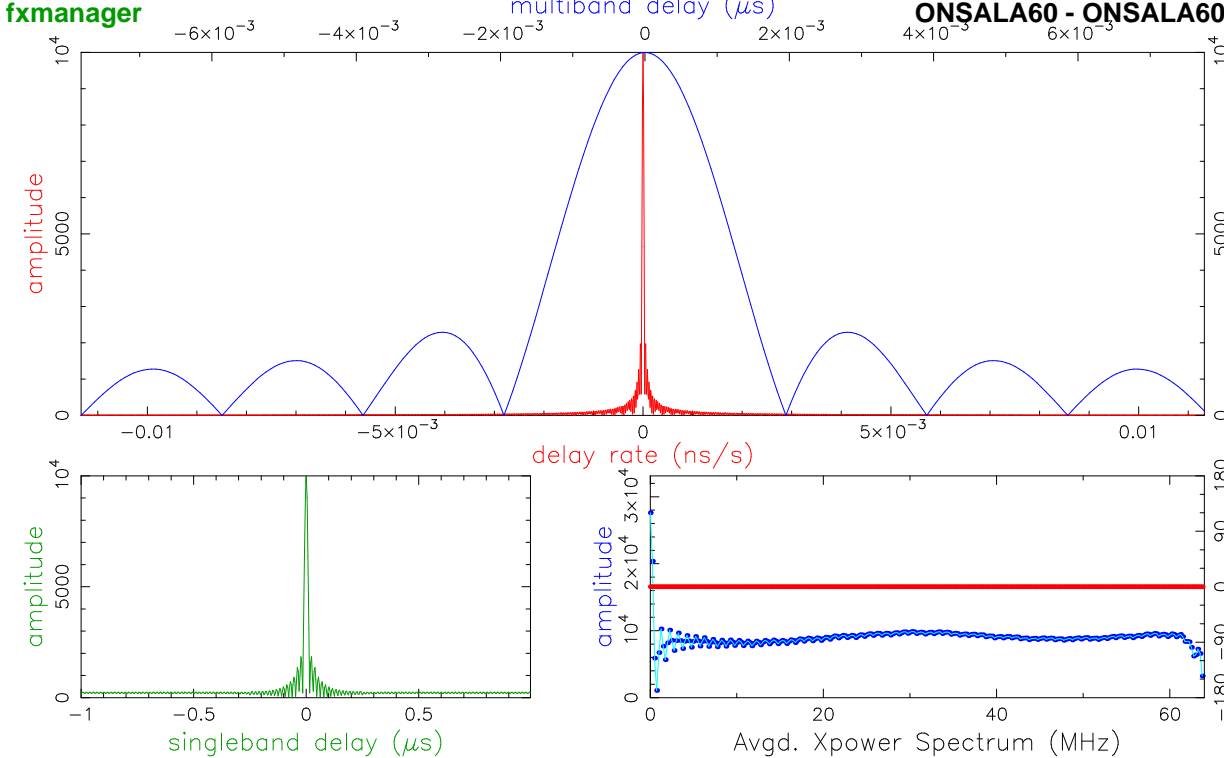 fxmanager
multiband delay (μs)
ONSALA60 - ONSALA60
−6×10⁻³ −4×10⁻³ −2×10⁻³ 0 2×10⁻³ 4×10⁻³ 6×10⁻³
amplitude
0 5000 10⁴
0 5000 10⁴
−0.01 −5×10⁻³ 0 5×10⁻³ 0.01
delay rate (ns/s)
amplitude
0 5000 10⁴
−1 −0.5 0 0.5
singleband delay (μs)
amplitude
0 10⁴ 2×10⁴ 3×10⁴
−180 −90 0 90 180
0 20 40 60
Avgd. Xpower Spectrum (MHz)